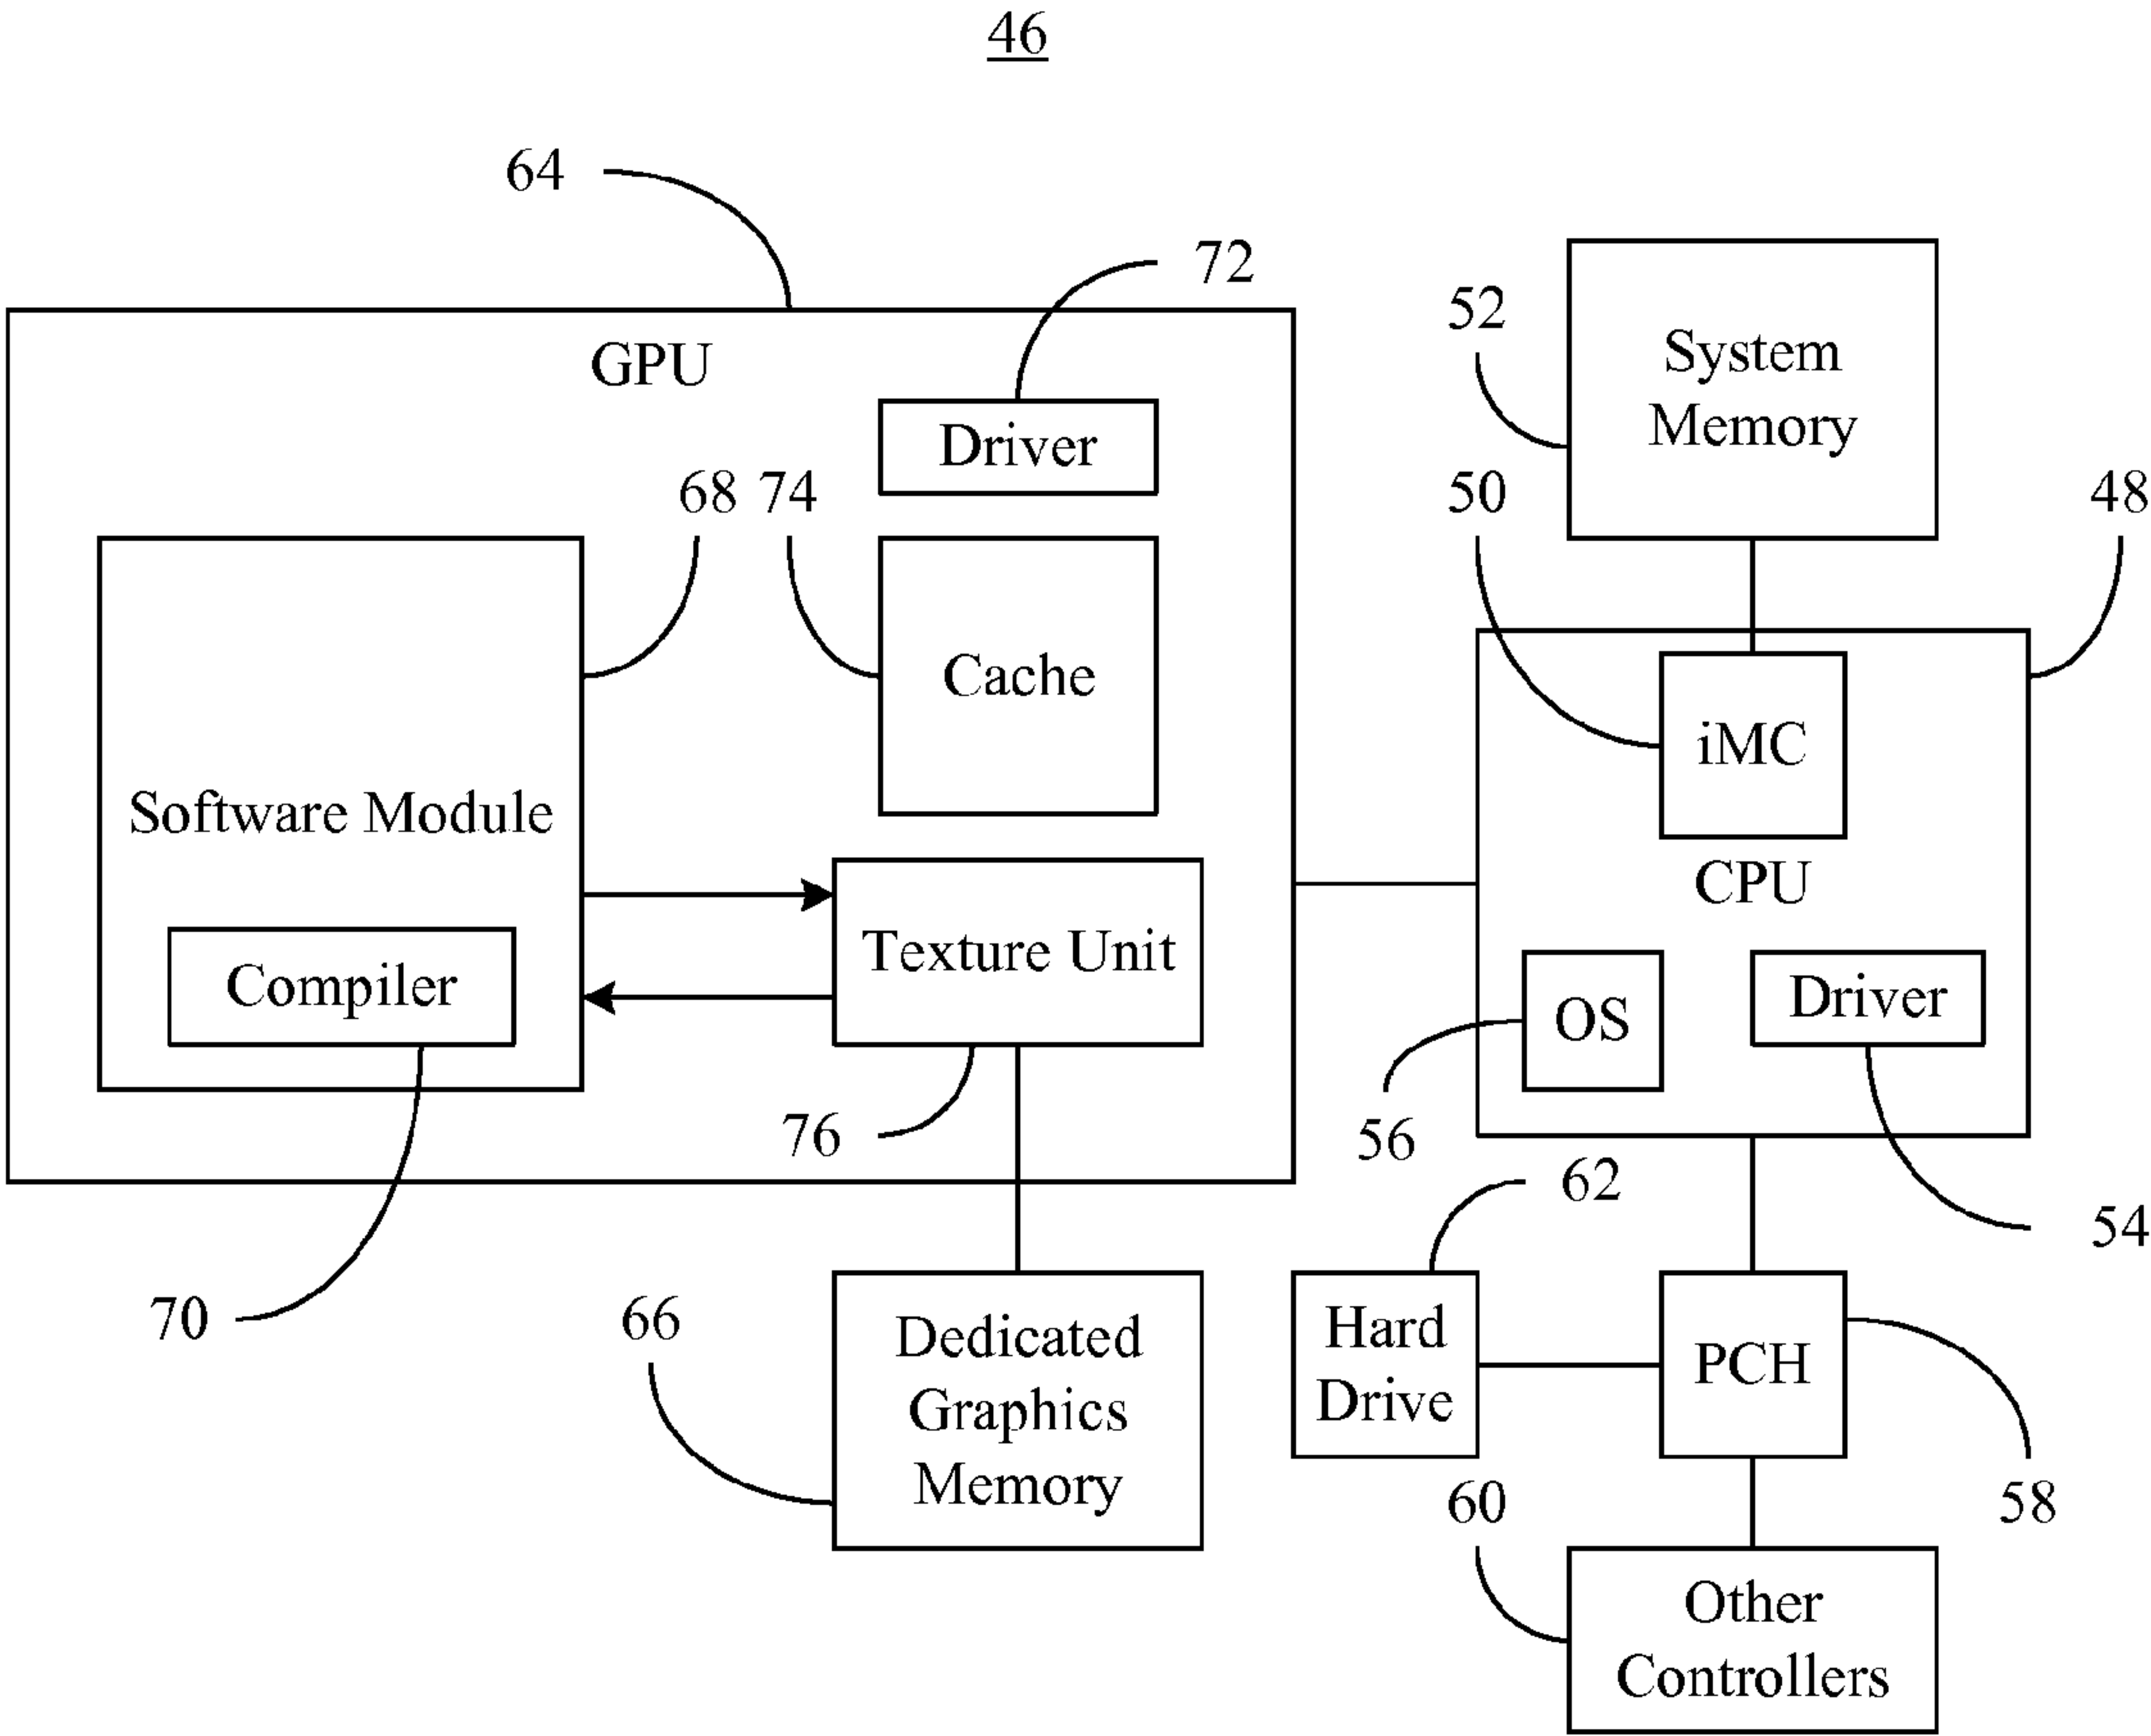 46
64
72
GPU
52
System
Memory
Driver
68
74
50
48
Cache
iMC
Software Module
CPU
Texture Unit
Compiler
OS
Driver
76
56
62
54
70
66
Dedicated
Graphics
Memory
Hard
Drive
PCH
60
58
Other
Controllers